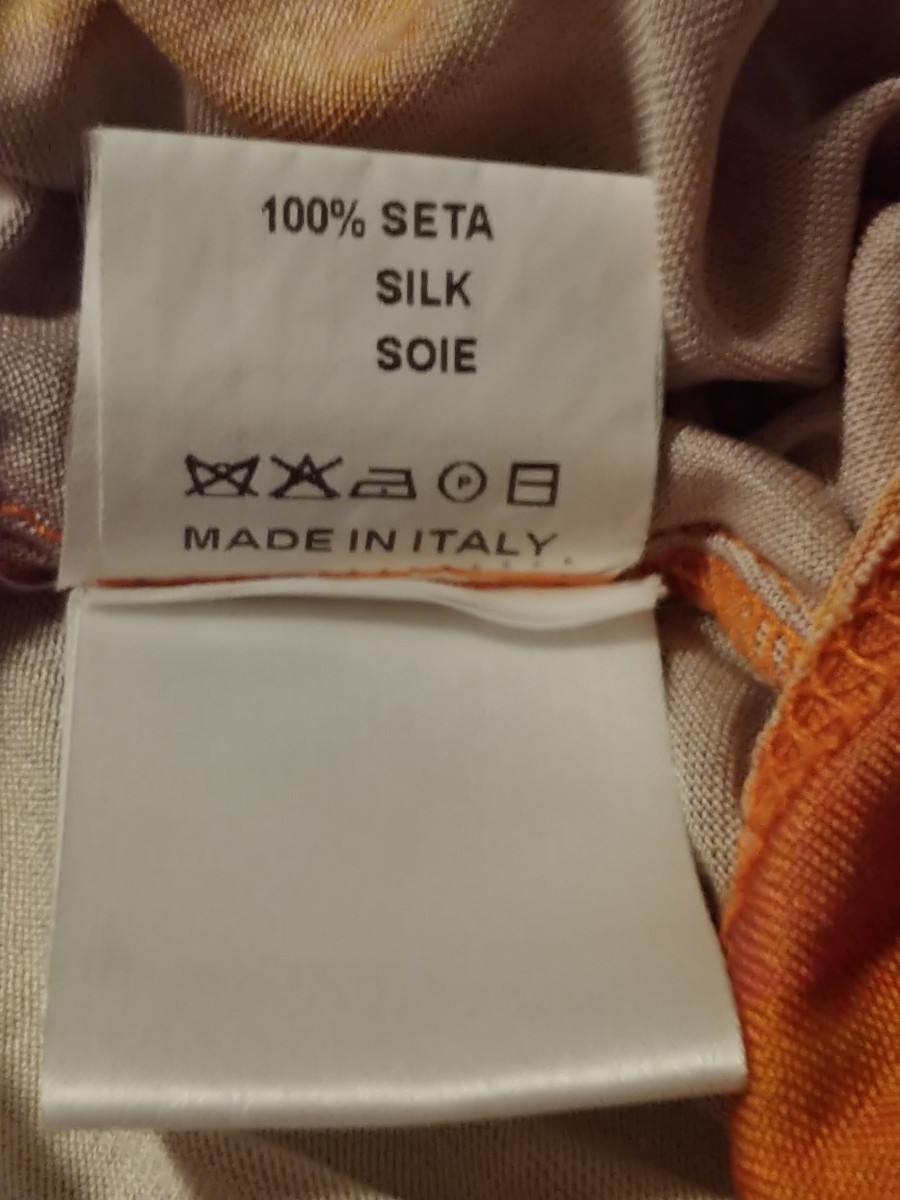 100% SETA
SILK
SOIE
P
MADE IN ITALY